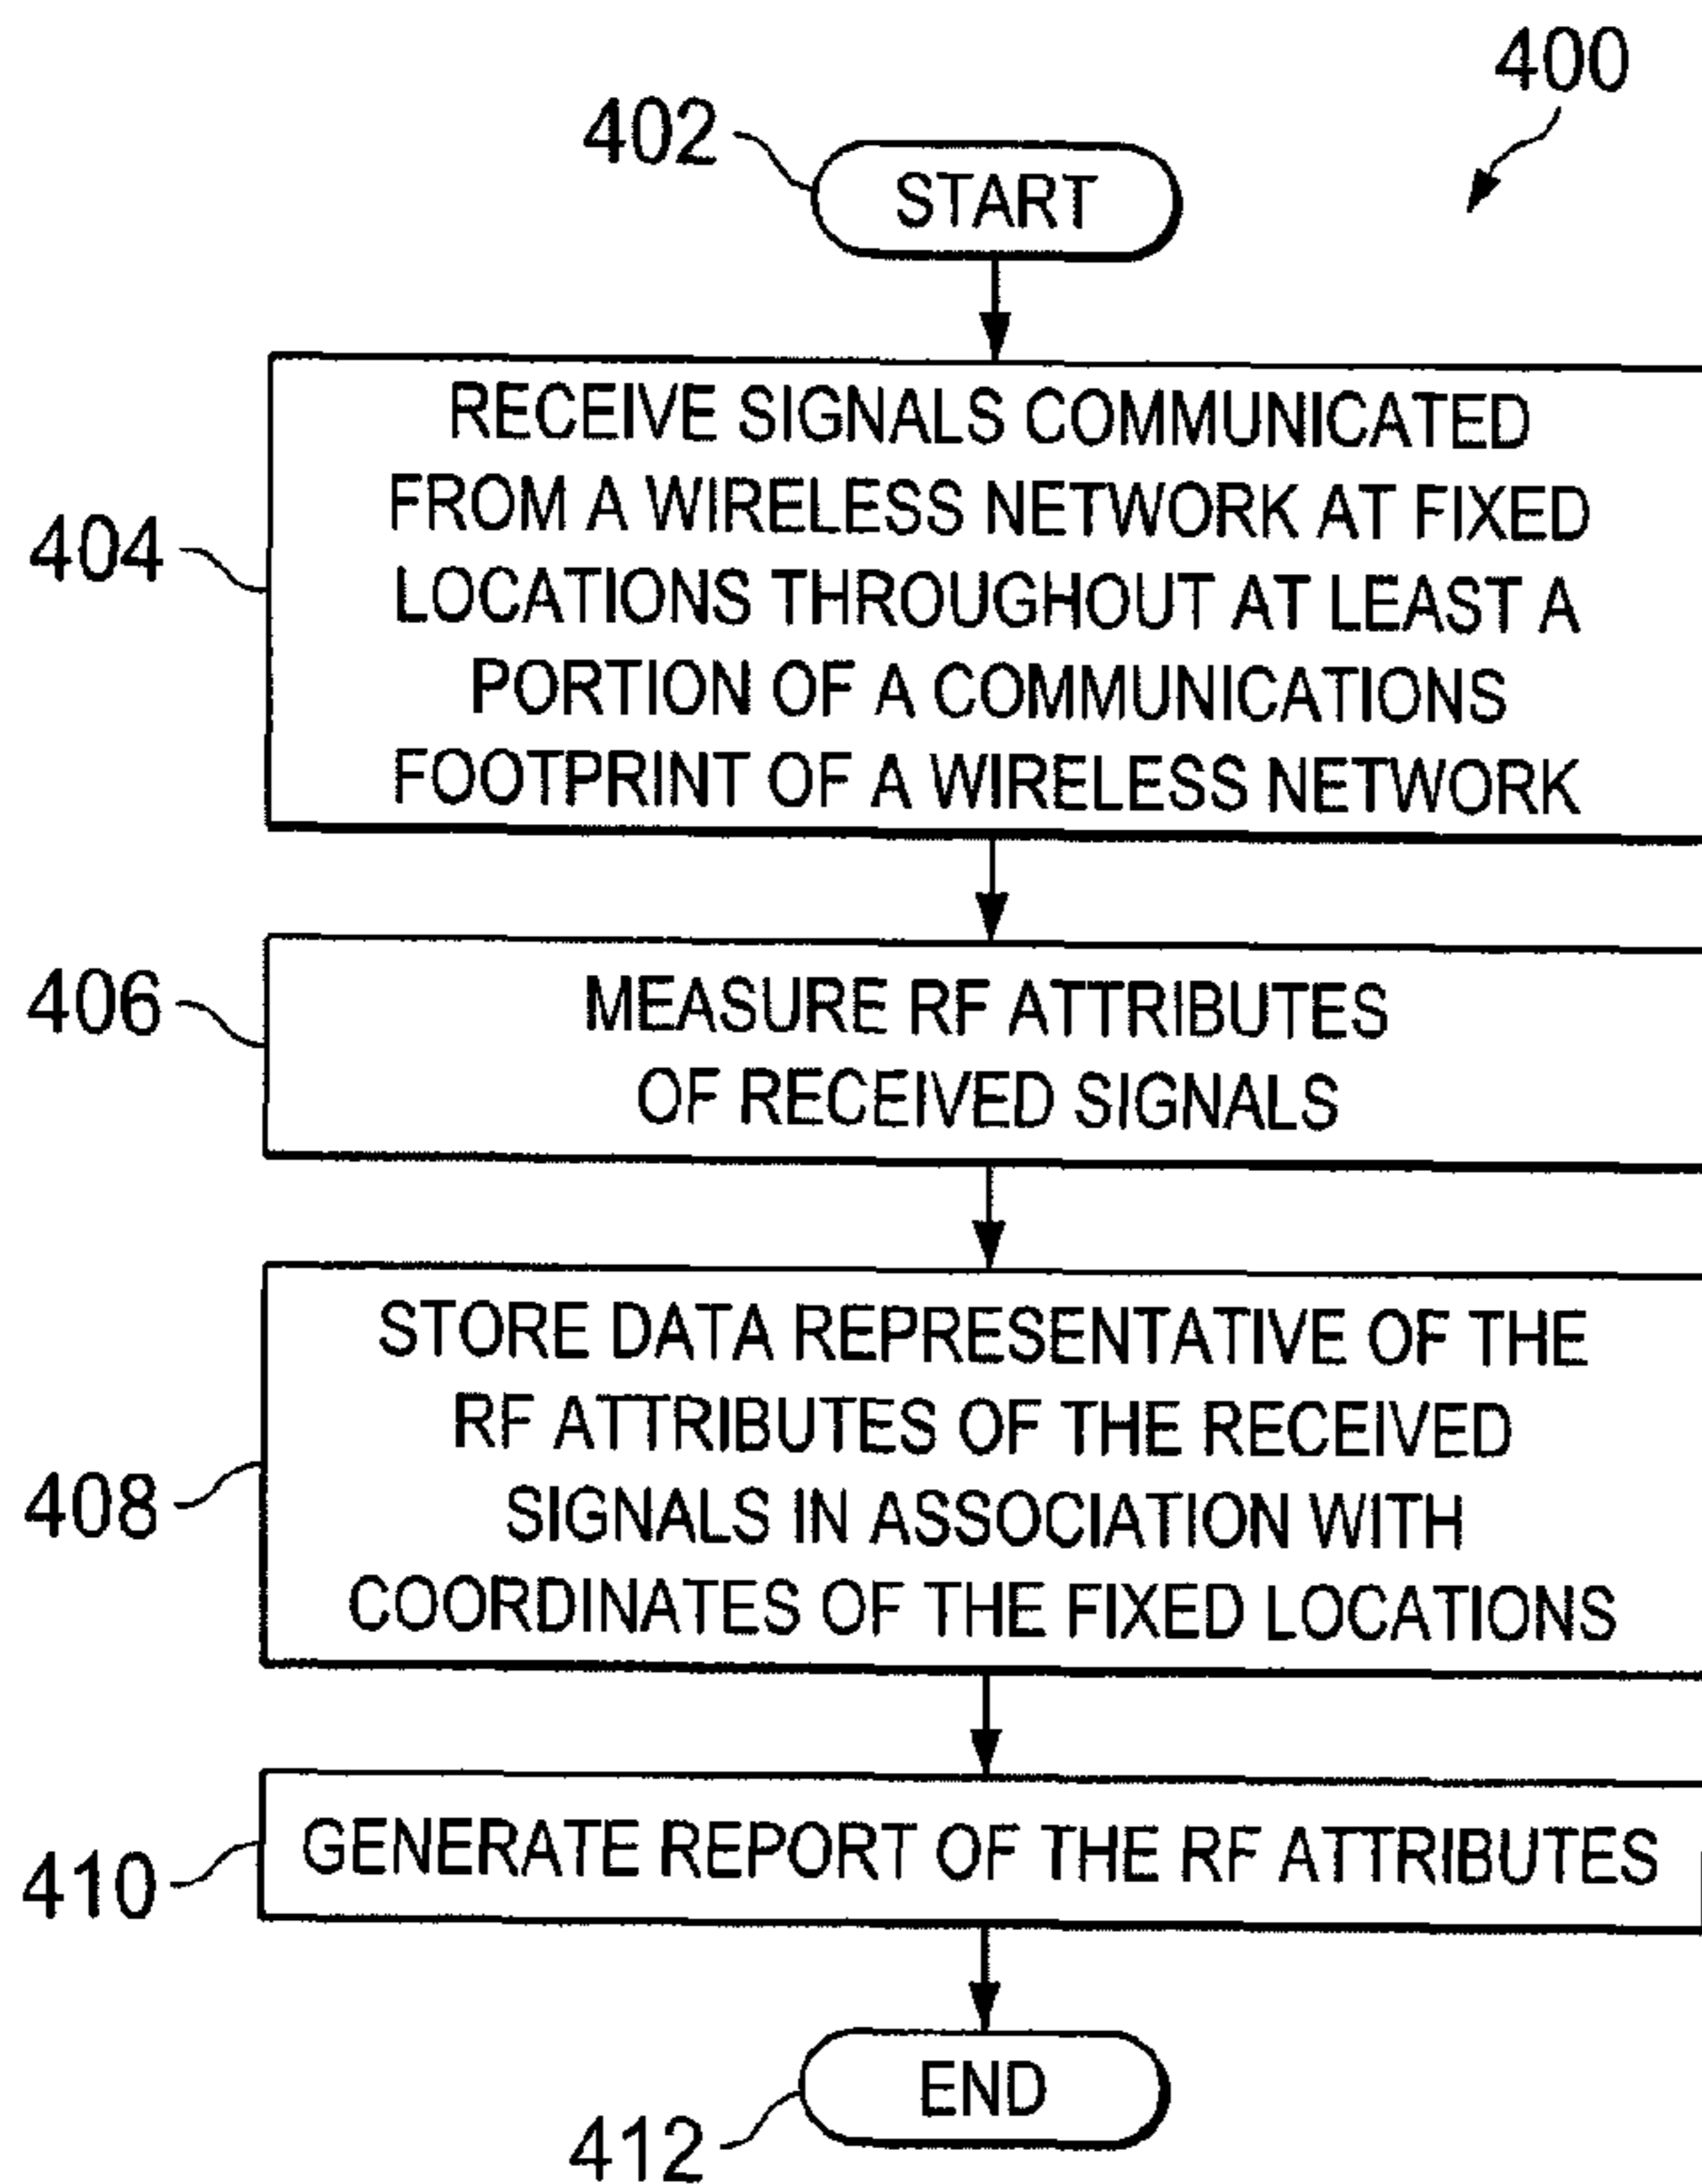 400
402
START
404
RECEIVE SIGNALS COMMUNICATED
FROM A WIRELESS NETWORK AT FIXED
LOCATIONS THROUGHOUT AT LEAST A
PORTION OF A COMMUNICATIONS
FOOTPRINT OF A WIRELESS NETWORK
406
MEASURE RF ATTRIBUTES
OF RECEIVED SIGNALS
408
STORE DATA REPRESENTATIVE OF THE
RF ATTRIBUTES OF THE RECEIVED
SIGNALS IN ASSOCIATION WITH
COORDINATES OF THE FIXED LOCATIONS
410
GENERATE REPORT OF THE RF ATTRIBUTES
END
412